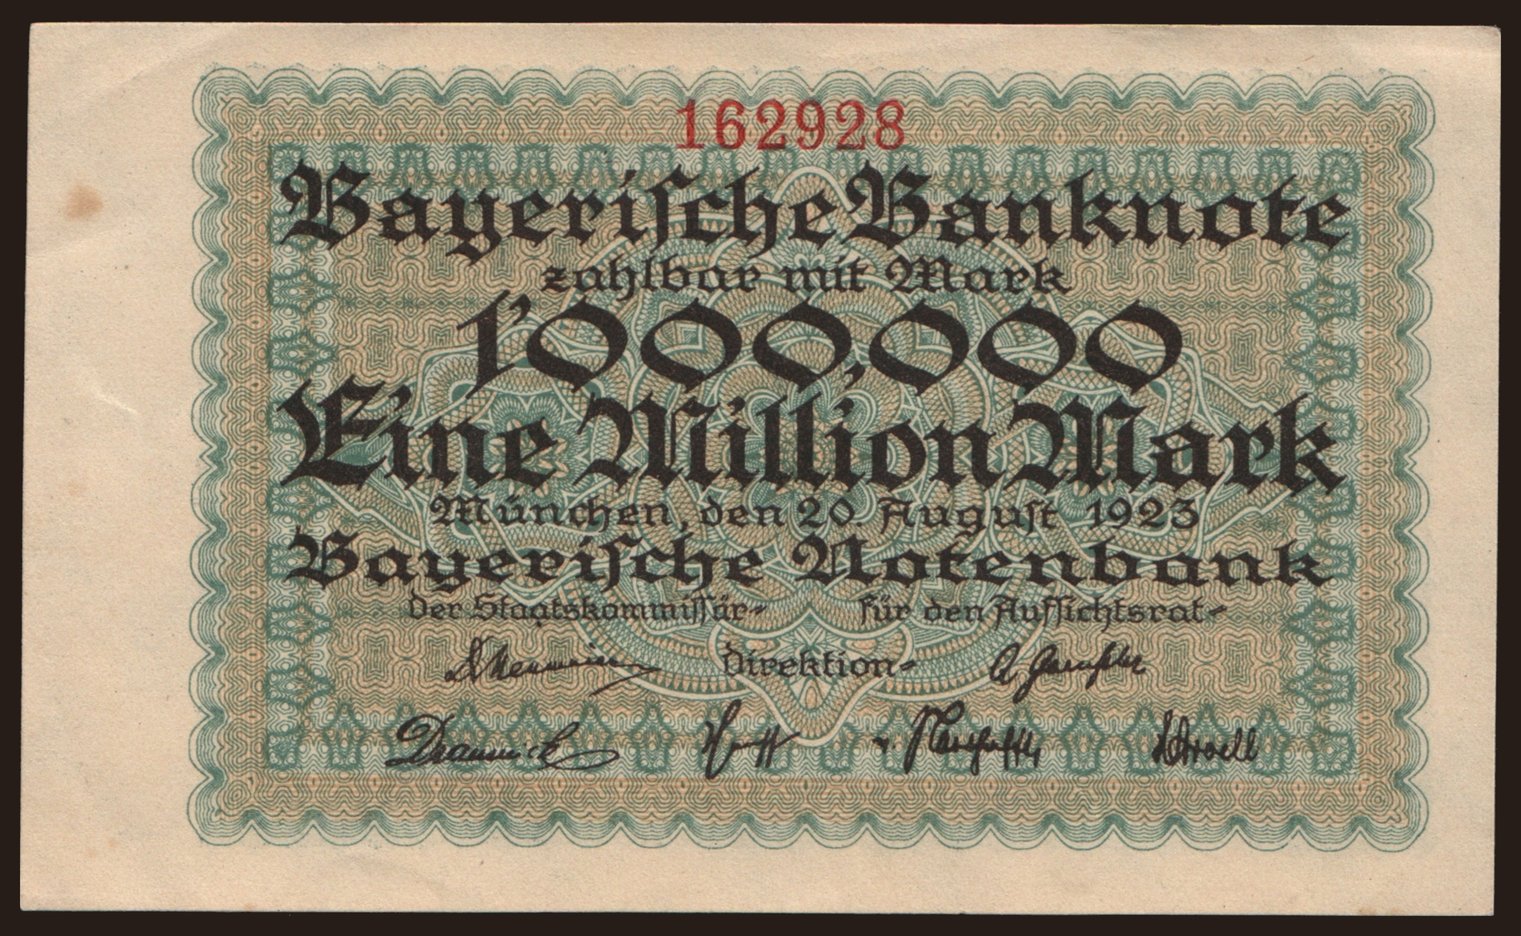 162928
Bayerische Banknote
zahlbar mit Mark
1'000,000
Eine Million Mark
München, den 20. August 1923
Bayerische Notenbank
Der Staatskommissär- für den Aufsichtsrat-
Direktion-